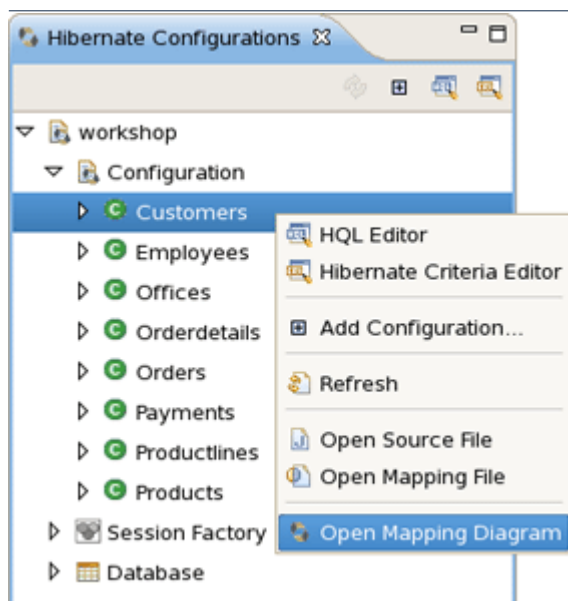 Hibernate Configurations
workshop
Configuration
Customers
Employees
Offices
Orderdetails
Orders
Payments
Productlines
Products
Session Factory
Database
HQL Editor
Hibernate Criteria Editor
Add Configuration...
Refresh
Open Source File
Open Mapping File
Open Mapping Diagram